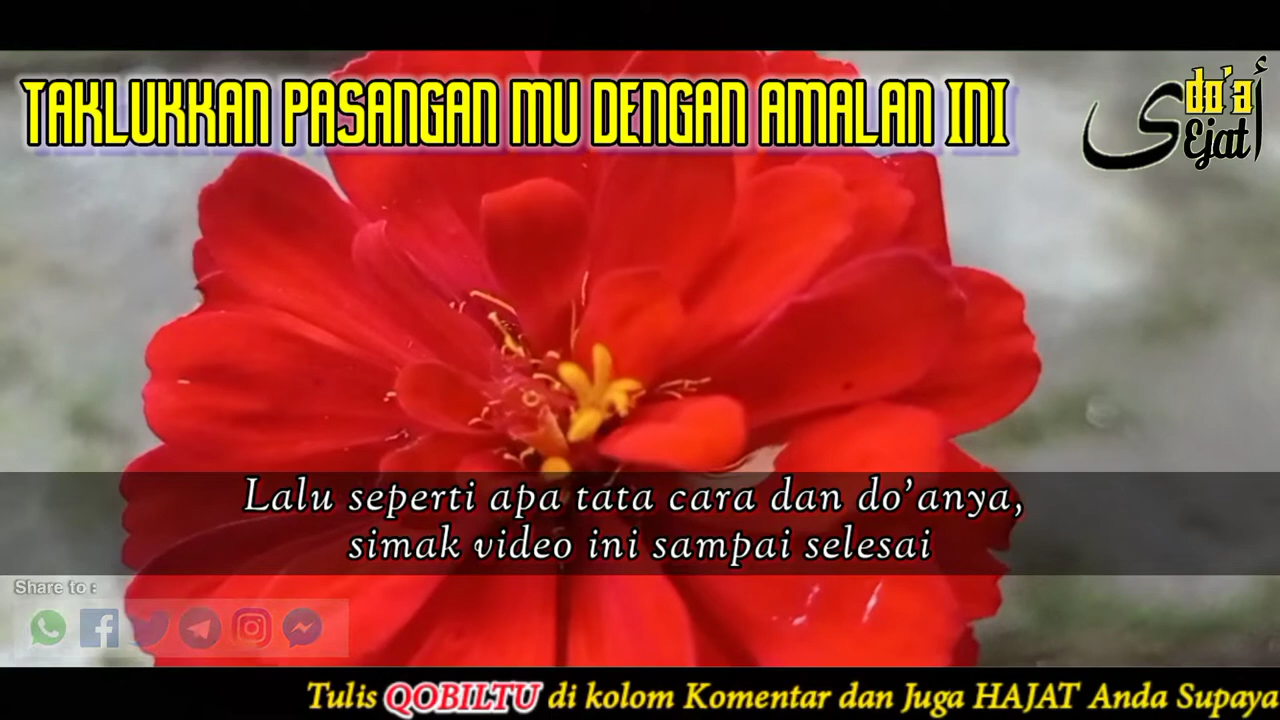 TAKLUKKAN PASANGAN MU DENGAN AMALAN INI
do'a
Ejati
Lalu seperti apa tata cara dan do'anya,
simak video ini sampai selesai
Share to :
Tulis QOBILTU di kolom Komentar dan Juga HAJAT Anda Supaya